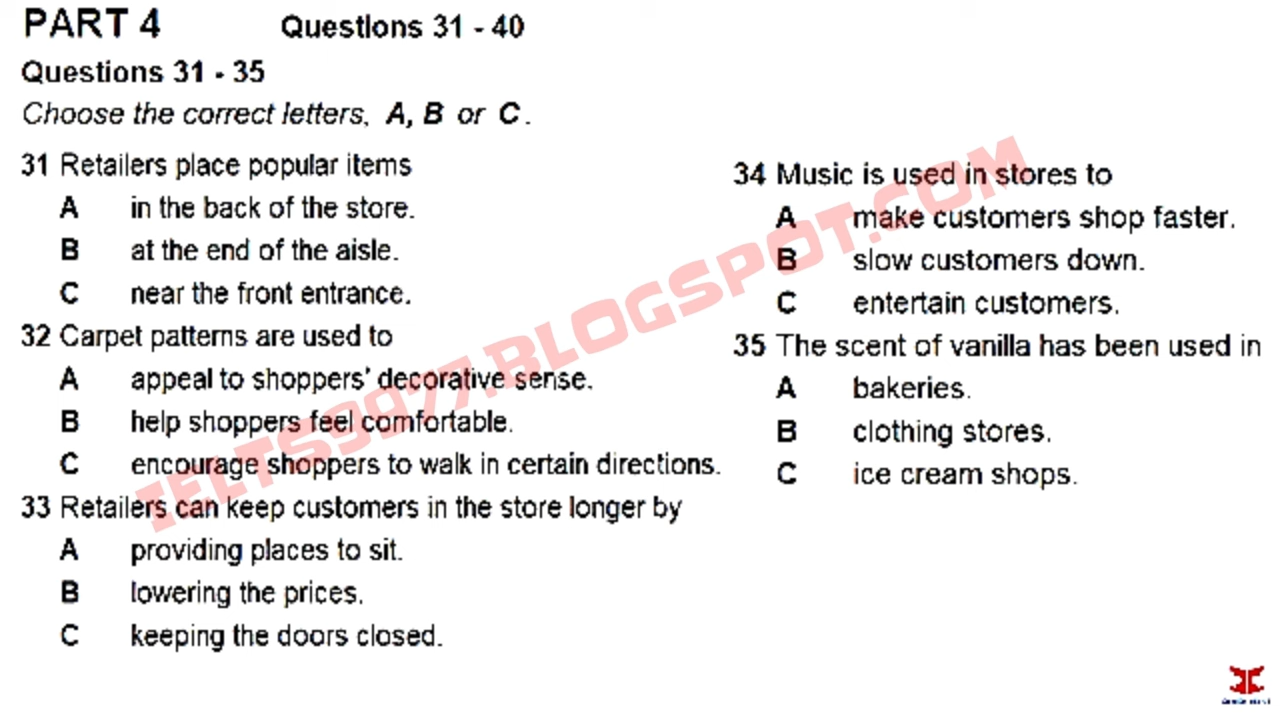 PART 4 Questions 31 - 40
Questions 31 - 35
Choose the correct letters, A, B or C.
31 Retailers place popular items
A in the back of the store.
B at the end of the aisle.
C near the front entrance.
32 Carpet patterns are used to
A appeal to shoppers' decorative sense.
B help shoppers feel comfortable.
C encourage shoppers to walk in certain directions.
33 Retailers can keep customers in the store longer by
A providing places to sit.
B lowering the prices.
C keeping the doors closed.
34 Music is used in stores to
A make customers shop faster.
B slow customers down.
C entertain customers.
35 The scent of vanilla has been used in
A bakeries.
B clothing stores.
C ice cream shops.
IELTS3977.BLOGSPOT.COM